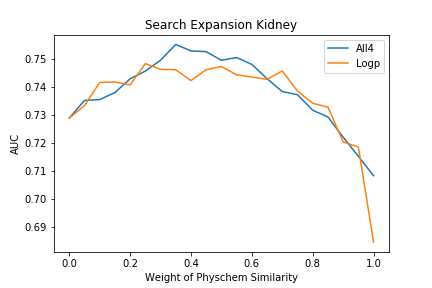 Search Expansion Kidney
All4
Logp
AUC
0.75
0.74
0.73
0.72
0.71
0.70
0.69
0.0 0.2 0.4 0.6 0.8 1.0
Weight of Physchem Similarity